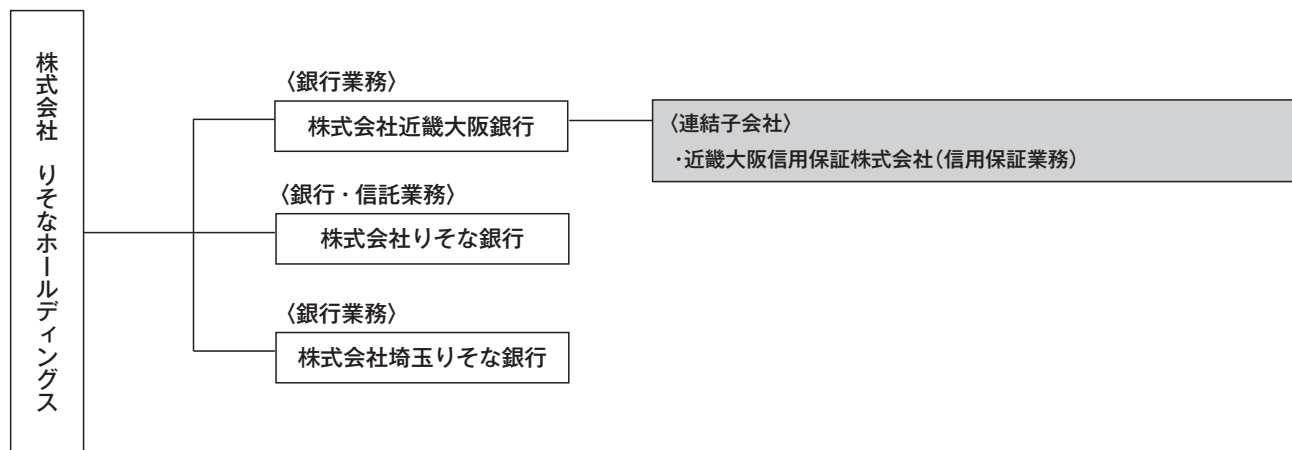 株式会社 りそなホールディングス
〈銀行業務〉
株式会社近畿大阪銀行
〈連結子会社〉
・近畿大阪信用保証株式会社（信用保証業務）
〈銀行・信託業務〉
株式会社りそな銀行
〈銀行業務〉
株式会社埼玉りそな銀行